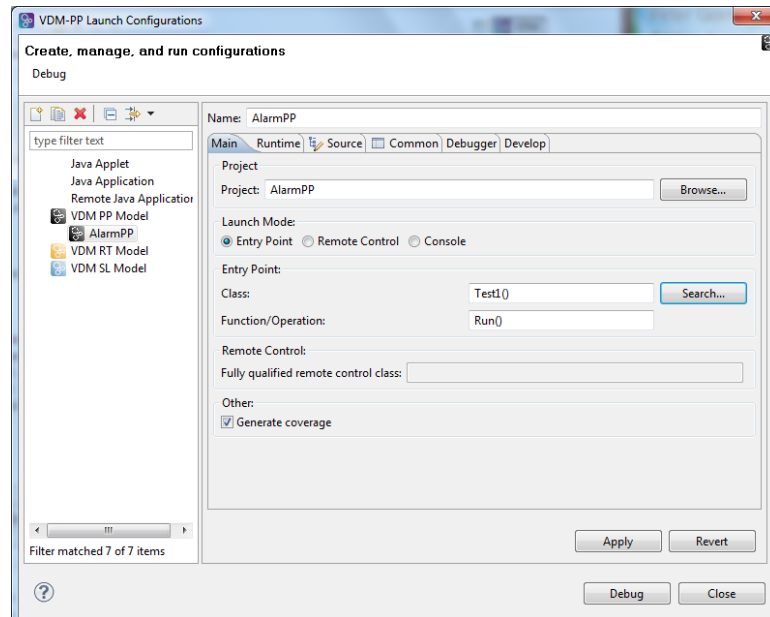 VDM-PP Launch Configurations
Create, manage, and run configurations
Debug
type filter text
Java Applet
Java Application
Remote Java Application
VDM PP Model
AlarmPP
VDM RT Model
VDM SL Model
Filter matched 7 of 7 items
Name: AlarmPP
Main Runtime Source Common Debugger Develop
Project
Project: AlarmPP Browse...
Launch Mode:
Entry Point Remote Control Console
Entry Point:
Class: Test1() Search...
Function/Operation: Run()
Remote Control:
Fully qualified remote control class:
Other:
Generate coverage
Apply Revert
? Debug Close